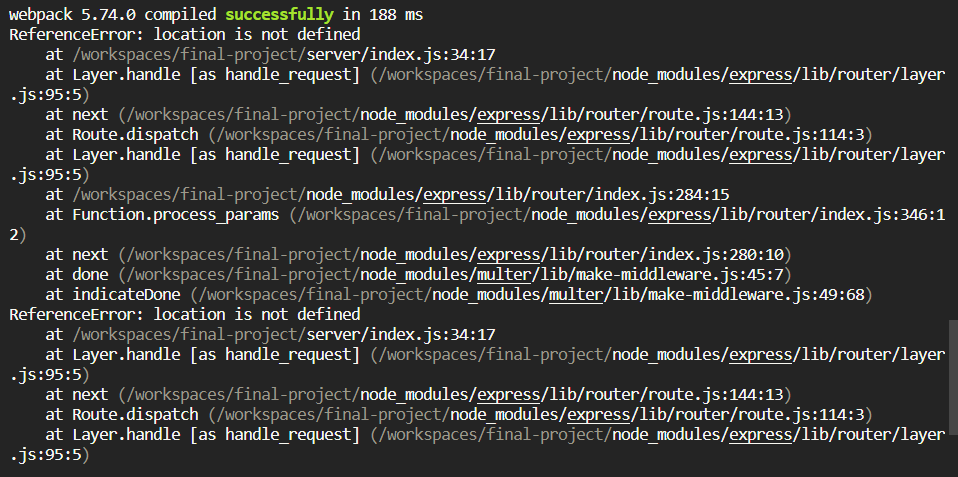 webpack 5.74.0 compiled successfully in 188 ms
ReferenceError: location is not defined
    at /workspaces/final-project/server/index.js:34:17
    at Layer.handle [as handle_request] (/workspaces/final-project/node_modules/express/lib/router/layer
.js:95:5)
    at next (/workspaces/final-project/node_modules/express/lib/router/route.js:144:13)
    at Route.dispatch (/workspaces/final-project/node_modules/express/lib/router/route.js:114:3)
    at Layer.handle [as handle_request] (/workspaces/final-project/node_modules/express/lib/router/layer
.js:95:5)
    at /workspaces/final-project/node_modules/express/lib/router/index.js:284:15
    at Function.process_params (/workspaces/final-project/node_modules/express/lib/router/index.js:346:1
2)
    at next (/workspaces/final-project/node_modules/express/lib/router/index.js:280:10)
    at done (/workspaces/final-project/node_modules/multer/lib/make-middleware.js:45:7)
    at indicateDone (/workspaces/final-project/node_modules/multer/lib/make-middleware.js:49:68)
ReferenceError: location is not defined
    at /workspaces/final-project/server/index.js:34:17
    at Layer.handle [as handle_request] (/workspaces/final-project/node_modules/express/lib/router/layer
.js:95:5)
    at next (/workspaces/final-project/node_modules/express/lib/router/route.js:144:13)
    at Route.dispatch (/workspaces/final-project/node_modules/express/lib/router/route.js:114:3)
    at Layer.handle [as handle_request] (/workspaces/final-project/node_modules/express/lib/router/layer
.js:95:5)